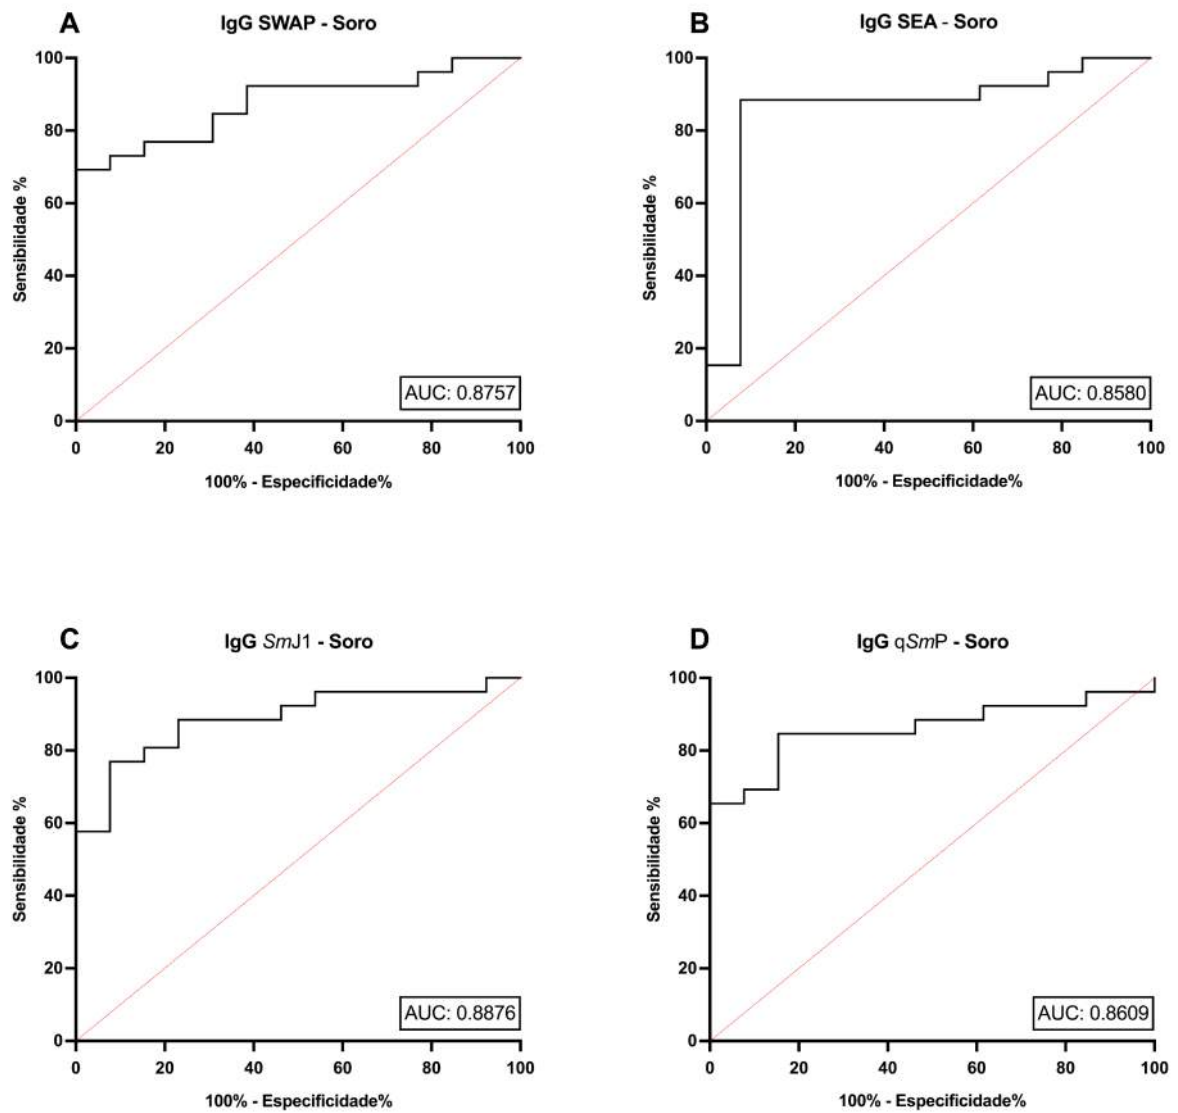 A
IgG SWAP - Soro
100
80
60
40
20
0
Sensibilidade %
0 20 40 60 80 100
100% - Especificidade%
AUC: 0.8757
B
IgG SEA - Soro
100
80
60
40
20
0
Sensibilidade %
0 20 40 60 80 100
100% - Especificidade%
AUC: 0.8580
C
IgG SmJ1 - Soro
100
80
60
40
20
0
Sensibilidade %
0 20 40 60 80 100
100% - Especificidade%
AUC: 0.8876
D
IgG qSmP - Soro
100
80
60
40
20
0
Sensibilidade %
0 20 40 60 80 100
100% - Especificidade%
AUC: 0.8609